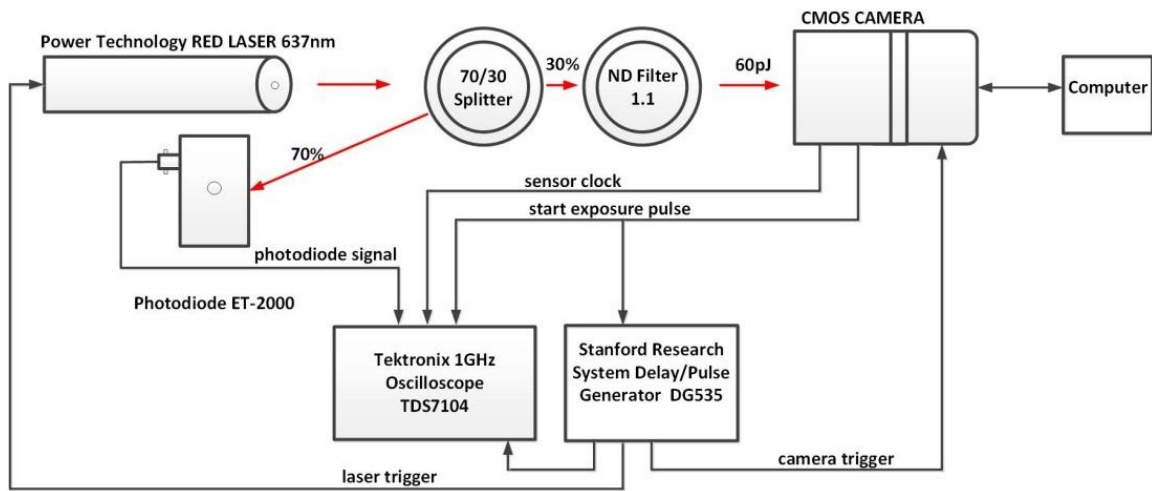 CMOS CAMERA
Power Technology RED LASER 637nm
70/30
Splitter
30%
ND Filter
1.1
60pJ
Computer
70%
sensor clock
start exposure pulse
photodiode signal
Photodiode ET-2000
Tektronix 1GHz
Oscilloscope
TDS7104
Stanford Research
System Delay/Pulse
Generator DG535
laser trigger
camera trigger